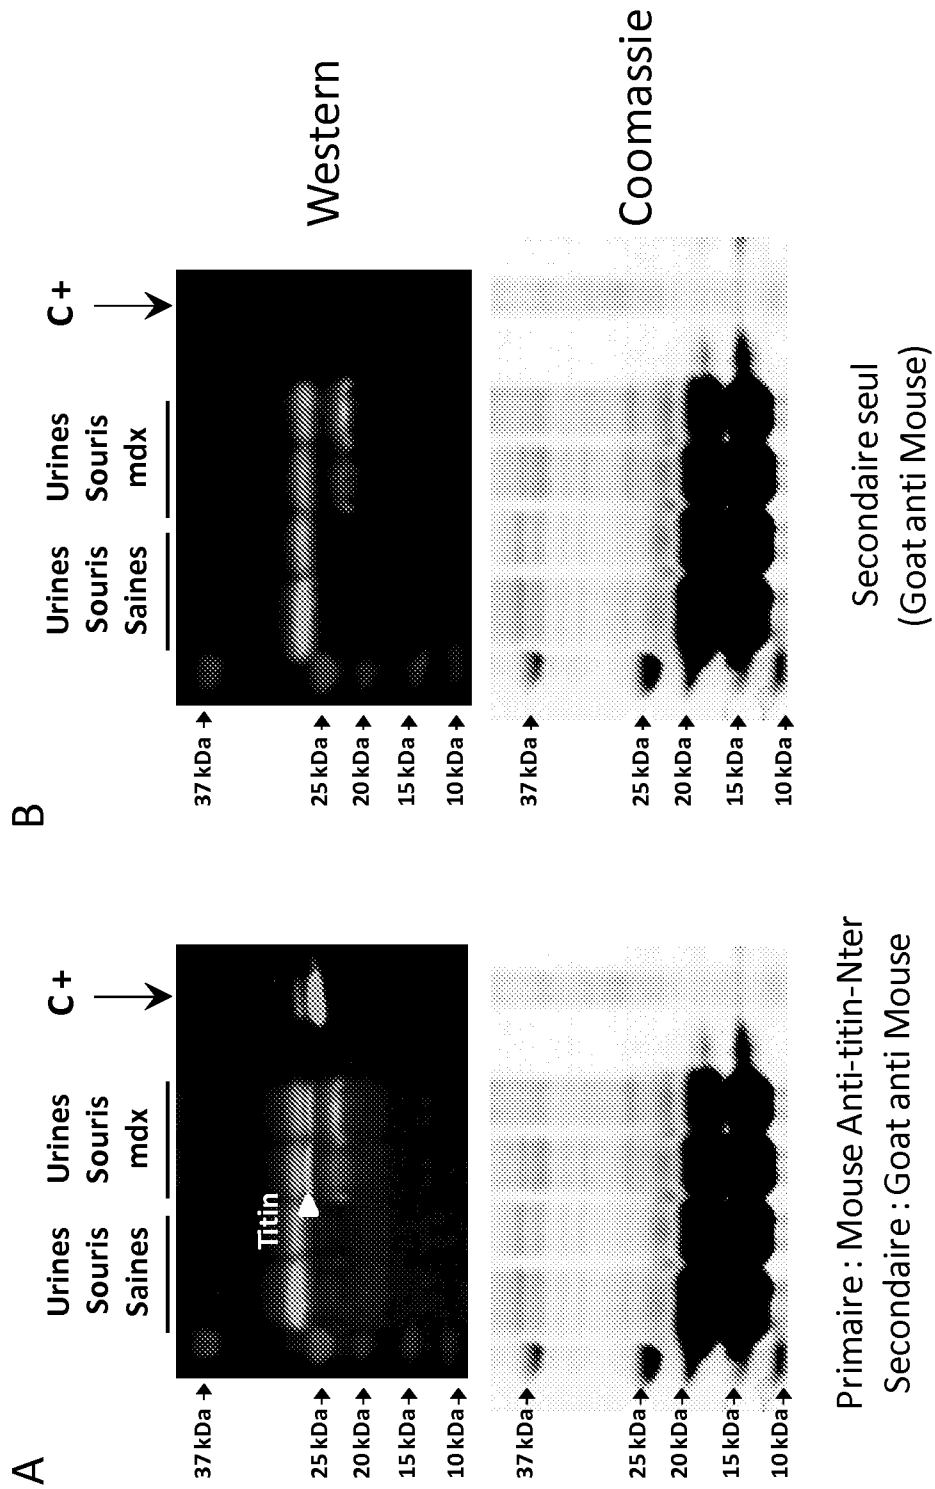 A
C+
Urines
Souris
Saines
Urines
Souris
mdx
Titin
37 kDa
25 kDa
20 kDa
15 kDa
10 kDa
37 kDa
25 kDa
20 kDa
15 kDa
10 kDa
Primaire : Mouse Anti-titin-Nter
Secondaire : Goat anti Mouse
B
C+
Urines
Souris
Saines
Urines
Souris
mdx
37 kDa
25 kDa
20 kDa
15 kDa
10 kDa
Western
37 kDa
25 kDa
20 kDa
15 kDa
10 kDa
Coomassie
Secondaire seul
(Goat anti Mouse)